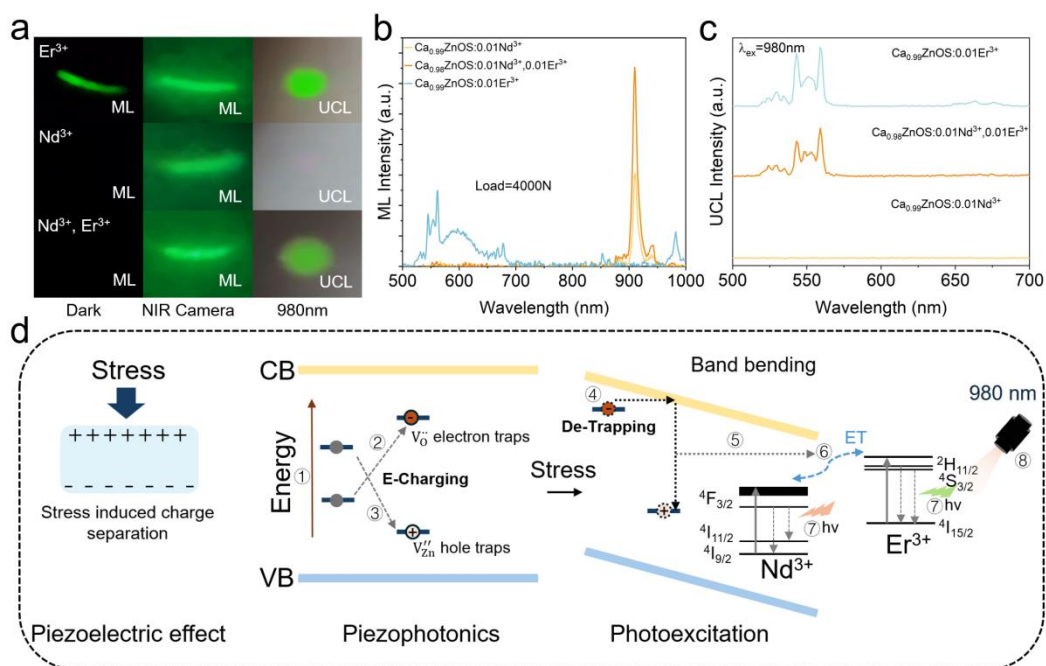 a
Er³⁺
ML
ML
UCL
Nd³⁺
ML
ML
UCL
Nd³⁺, Er³⁺
ML
ML
UCL
Dark
NIR Camera
980nm
b
ML Intensity (a.u.)
Ca₀.₉₉ZnOS:0.01Nd³⁺
Ca₀.₉₈ZnOS:0.01Nd³⁺,0.01Er³⁺
Ca₀.₉₉ZnOS:0.01Er³⁺
Load=4000N
500 600 700 800 900 1000
Wavelength (nm)
c
UCL Intensity (a.u.)
λₑₓ=980nm
Ca₀.₉₉ZnOS:0.01Er³⁺
Ca₀.₉₈ZnOS:0.01Nd³⁺,0.01Er³⁺
Ca₀.₉₉ZnOS:0.01Nd³⁺
500 550 600 650 700
Wavelength (nm)
d
Stress
+ + + + + + +
- - - - - - -
Stress induced charge
separation
Piezoelectric effect
CB
Energy
①
②
③
-
V_O^¨ electron traps
E-Charging
+
V''_Zn hole traps
VB
Piezophotonics
Stress
Band bending
④
-
De-Trapping
⑤
⑥
+
ET
⁴F₃/₂
⁴I₁₁/₂
⁴I₉/₂
⑦ hv
Nd³⁺
²H₁₁/₂
⁴S₃/₂
⑦ hv
⁴I₁₅/₂
Er³⁺
980 nm
⑧
Photoexcitation